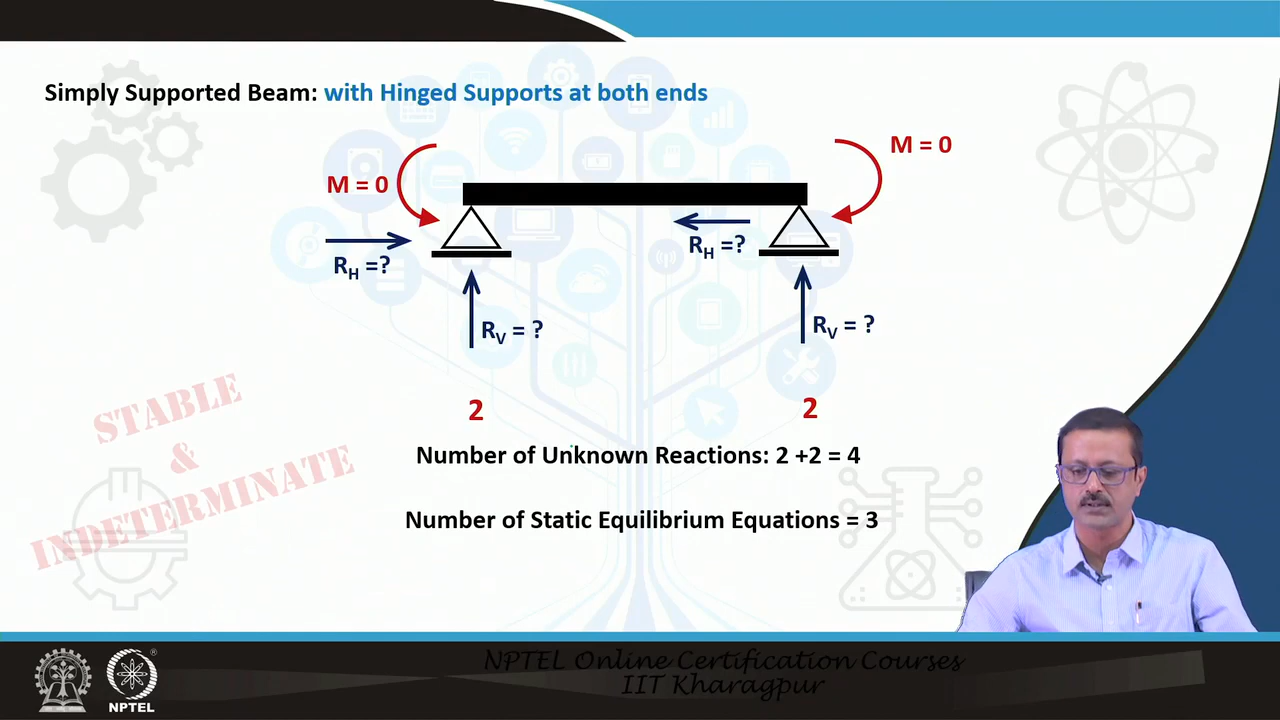 Simply Supported Beam: with Hinged Supports at both ends
M = 0
M = 0
R_H =?
R_H =?
R_V = ?
R_V = ?
2
2
STABLE
&
INDETERMINATE
Number of Unknown Reactions: 2 +2 = 4
Number of Static Equilibrium Equations = 3
NPTEL Online Certification Courses
IIT Kharagpur
NPTEL
®